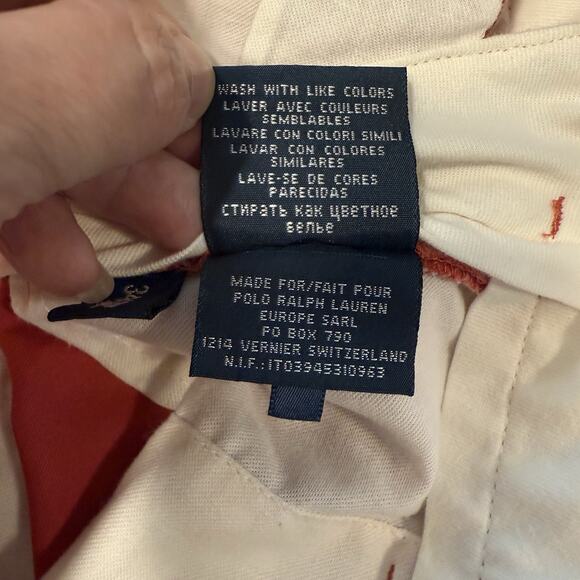 WASH WITH LIKE COLORS
LAVER AVEC COULEURS
SEMBLABLES
LAVARE CON COLORI SIMILI
LAVAR CON COLORES
SIMILARES
LAVE-SE DE CORES
PARECIDAS
СТИРАТЬ КАК ЦВЕТНОЕ
БЕЛЬЕ
MADE FOR/FAIT POUR
POLO RALPH LAUREN
EUROPE SARL
PO BOX 790
1214 VERNIER SWITZERLAND
N.I.F.:IT03945310963